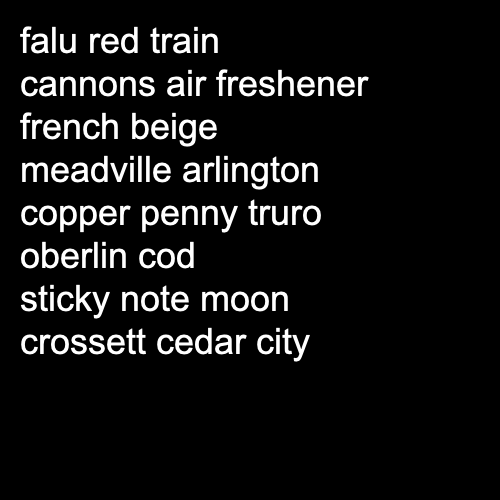 falu red train
cannons air freshener
french beige
meadville arlington
copper penny truro
oberlin cod
sticky note moon
crossett cedar city